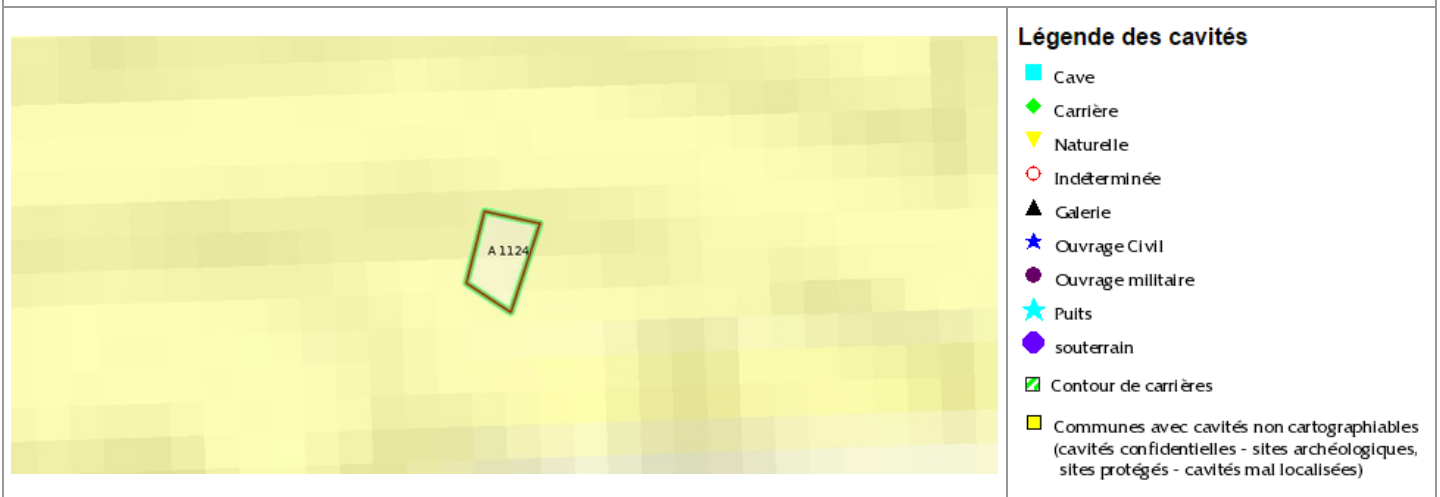 A 1124
Légende des cavités
Cave
Carrière
Naturelle
Indéterminée
Galerie
Ouvrage Civil
Ouvrage militaire
Puits
souterrain
Contour de carrières
Communes avec cavités non cartographiables
(cavités confidentielles - sites archéologiques,
sites protégés - cavités mal localisées)